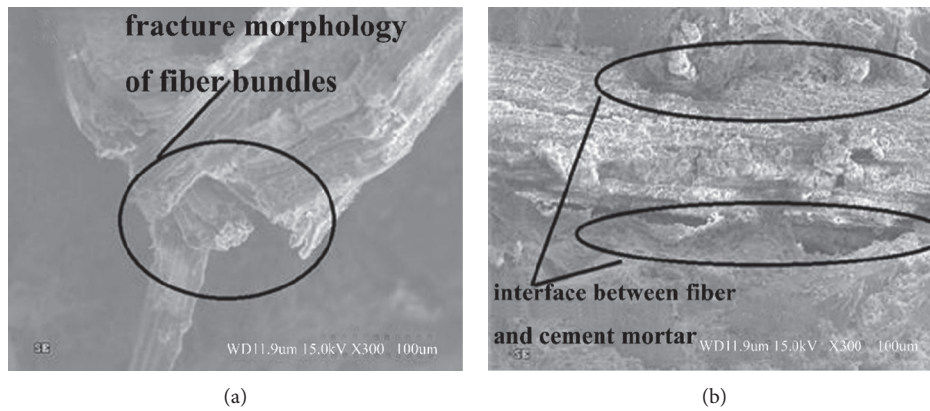 fracture morphology
of fiber bundles
SE
WD11.9um 15.0kV X300 100um
(a)
interface between fiber
and cement mortar
SE
WD11.9um 15.0kV X300 100um
(b)